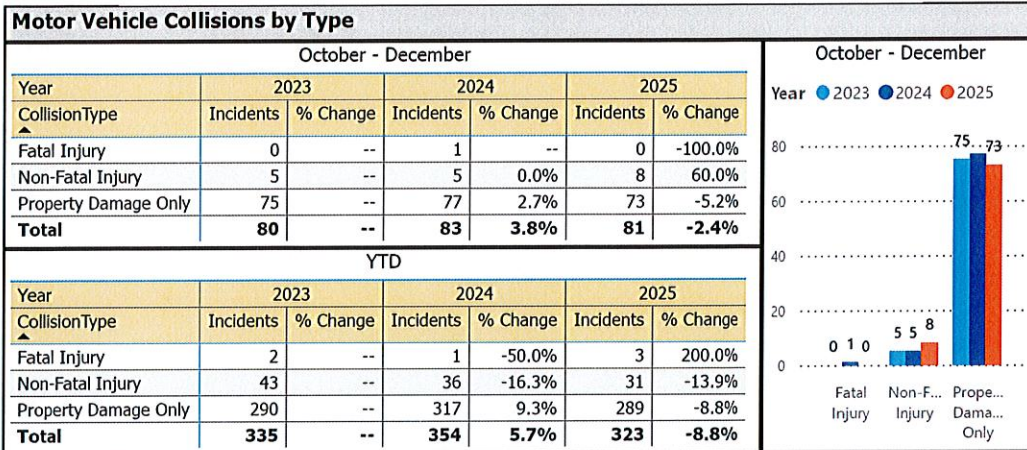 Motor Vehicle Collisions by Type
October - December
Year 2023 2024 2025
CollisionType Incidents % Change Incidents % Change Incidents % Change
Fatal Injury 0 -- 1 -- 0 -100.0%
Non-Fatal Injury 5 -- 5 0.0% 8 60.0%
Property Damage Only 75 -- 77 2.7% 73 -5.2%
Total 80 -- 83 3.8% 81 -2.4%
YTD
Year 2023 2024 2025
CollisionType Incidents % Change Incidents % Change Incidents % Change
Fatal Injury 2 -- 1 -50.0% 3 200.0%
Non-Fatal Injury 43 -- 36 -16.3% 31 -13.9%
Property Damage Only 290 -- 317 9.3% 289 -8.8%
Total 335 -- 354 5.7% 323 -8.8%
October - December
Year 2023 2024 2025
80
60
40
20
0
75 73
5 5 8
0 1 0
Fatal Non-F... Prope...
Injury Injury Dama...
Only